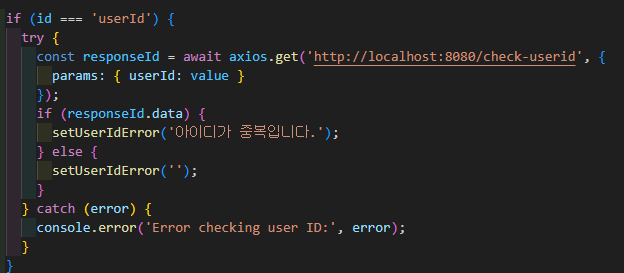 if (id === 'userId') {
try {
const responseId = await axios.get('http://localhost:8080/check-userid', {
params: { userId: value }
});
if (responseId.data) {
setUserIdError('아이디가 중복입니다.');
} else {
setUserIdError('');
}
} catch (error) {
console.error('Error checking user ID:', error);
}
}